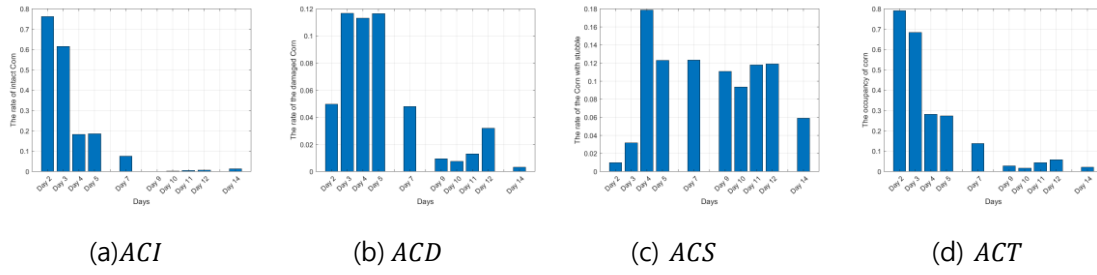 The rate of intact Corn
0.8
0.7
0.6
0.5
0.4
0.3
0.2
0.1
0
Day 2
Day 3
Day 4
Day 5
Day 7
Day 9
Day 10
Day 11
Day 12
Day 14
Days
(a)ACI
The rate of the damaged Corn
0.12
0.1
0.08
0.06
0.04
0.02
0
Day 2
Day 3
Day 4
Day 5
Day 7
Day 9
Day 10
Day 11
Day 12
Day 14
Days
(b) ACD
The rate of the Corn with stubble
0.18
0.16
0.14
0.12
0.1
0.08
0.06
0.04
0.02
0
Day 2
Day 3
Day 4
Day 5
Day 7
Day 9
Day 10
Day 11
Day 12
Day 14
Days
(c) ACS
The occupancy of corn
0.8
0.7
0.6
0.5
0.4
0.3
0.2
0.1
0
Day 2
Day 3
Day 4
Day 5
Day 7
Day 9
Day 10
Day 11
Day 12
Day 14
Days
(d) ACT